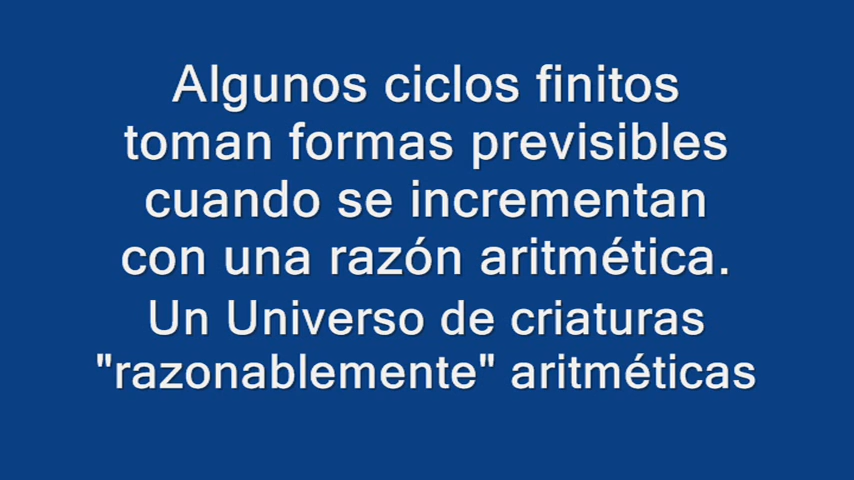 Algunos ciclos finitos
toman formas previsibles
cuando se incrementan
con una razón aritmética.
Un Universo de criaturas
"razonablemente" aritméticas